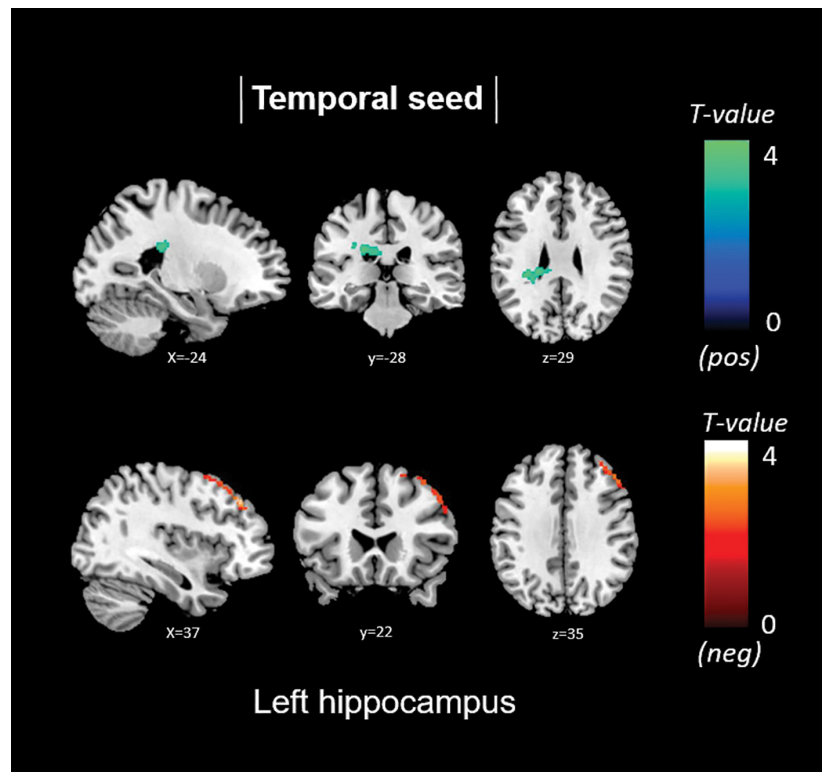 Temporal seed
T-value
4
0
(pos)
X=-24
y=-28
z=29
T-value
4
0
(neg)
X=37
y=22
z=35
Left hippocampus